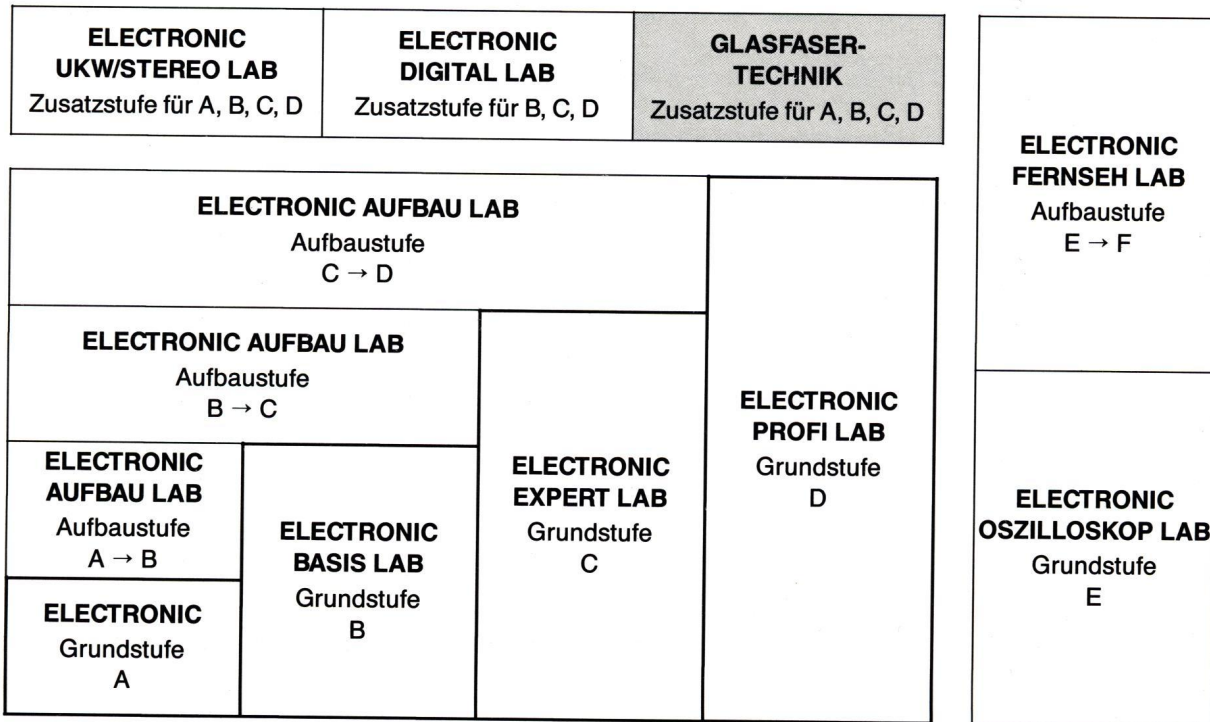 ELECTRONIC
UKW/STEREO LAB
Zusatzstufe für A, B, C, D
ELECTRONIC
DIGITAL LAB
Zusatzstufe für B, C, D
GLASFASER-
TECHNIK
Zusatzstufe für A, B, C, D
ELECTRONIC AUFBAU LAB
Aufbaustufe
C → D
ELECTRONIC AUFBAU LAB
Aufbaustufe
B → C
ELECTRONIC
AUFBAU LAB
Aufbaustufe
A → B
ELECTRONIC
Grundstufe
A
ELECTRONIC
BASIS LAB
Grundstufe
B
ELECTRONIC
EXPERT LAB
Grundstufe
C
ELECTRONIC
PROFI LAB
Grundstufe
D
ELECTRONIC
FERNSEH LAB
Aufbaustufe
E → F
ELECTRONIC
OSZILLOSKOP LAB
Grundstufe
E